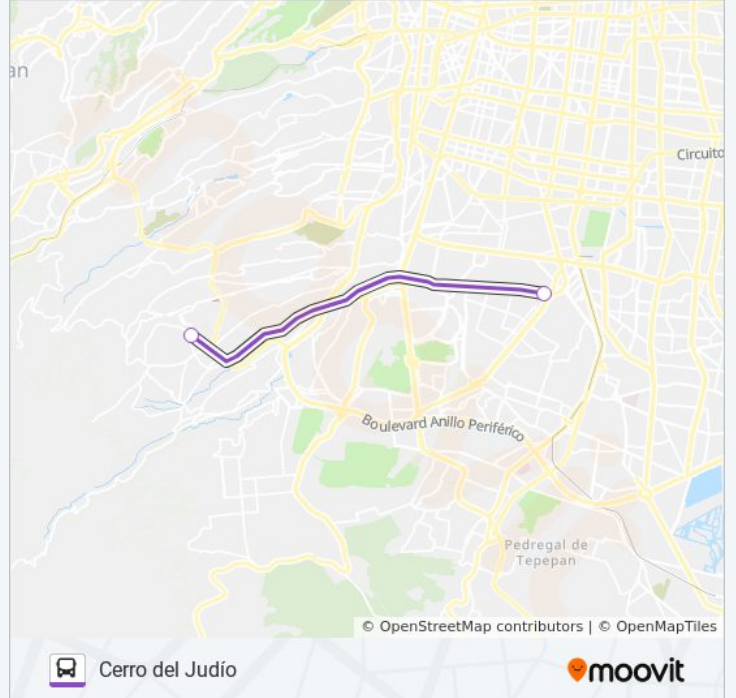 an
Circuito
Boulevard Anillo Periférico
Pedregal de
Tepepan
© OpenStreetMap contributors | © OpenMapTiles
Cerro del Judío
moovit